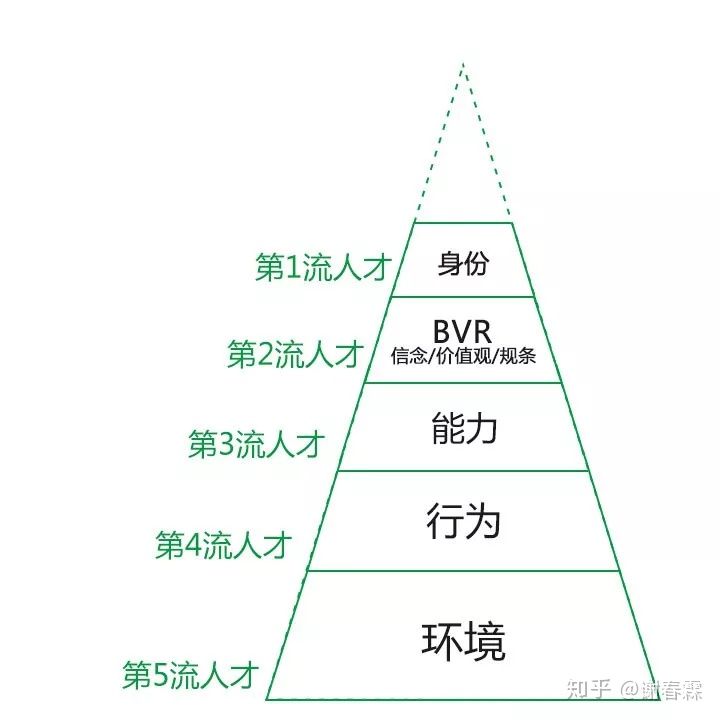 第1流人才
身份
第2流人才
BVR
信念/价值观/规条
第3流人才
能力
第4流人才
行为
第5流人才
环境
知乎 @谢春霖